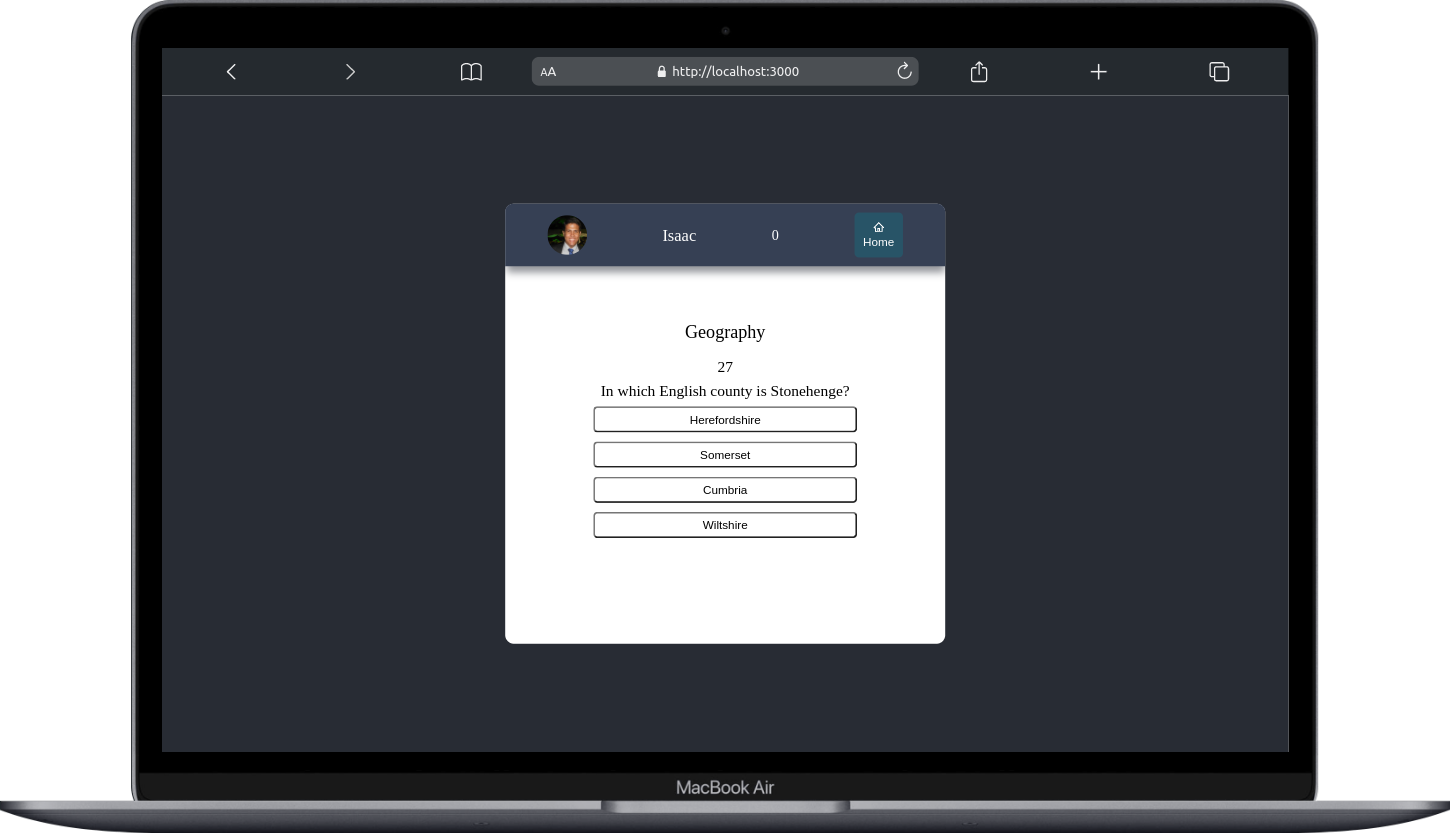 AA http://localhost:3000
Isaac 0 Home
Geography
27
In which English county is Stonehenge?
Herefordshire
Somerset
Cumbria
Wiltshire
MacBook Air